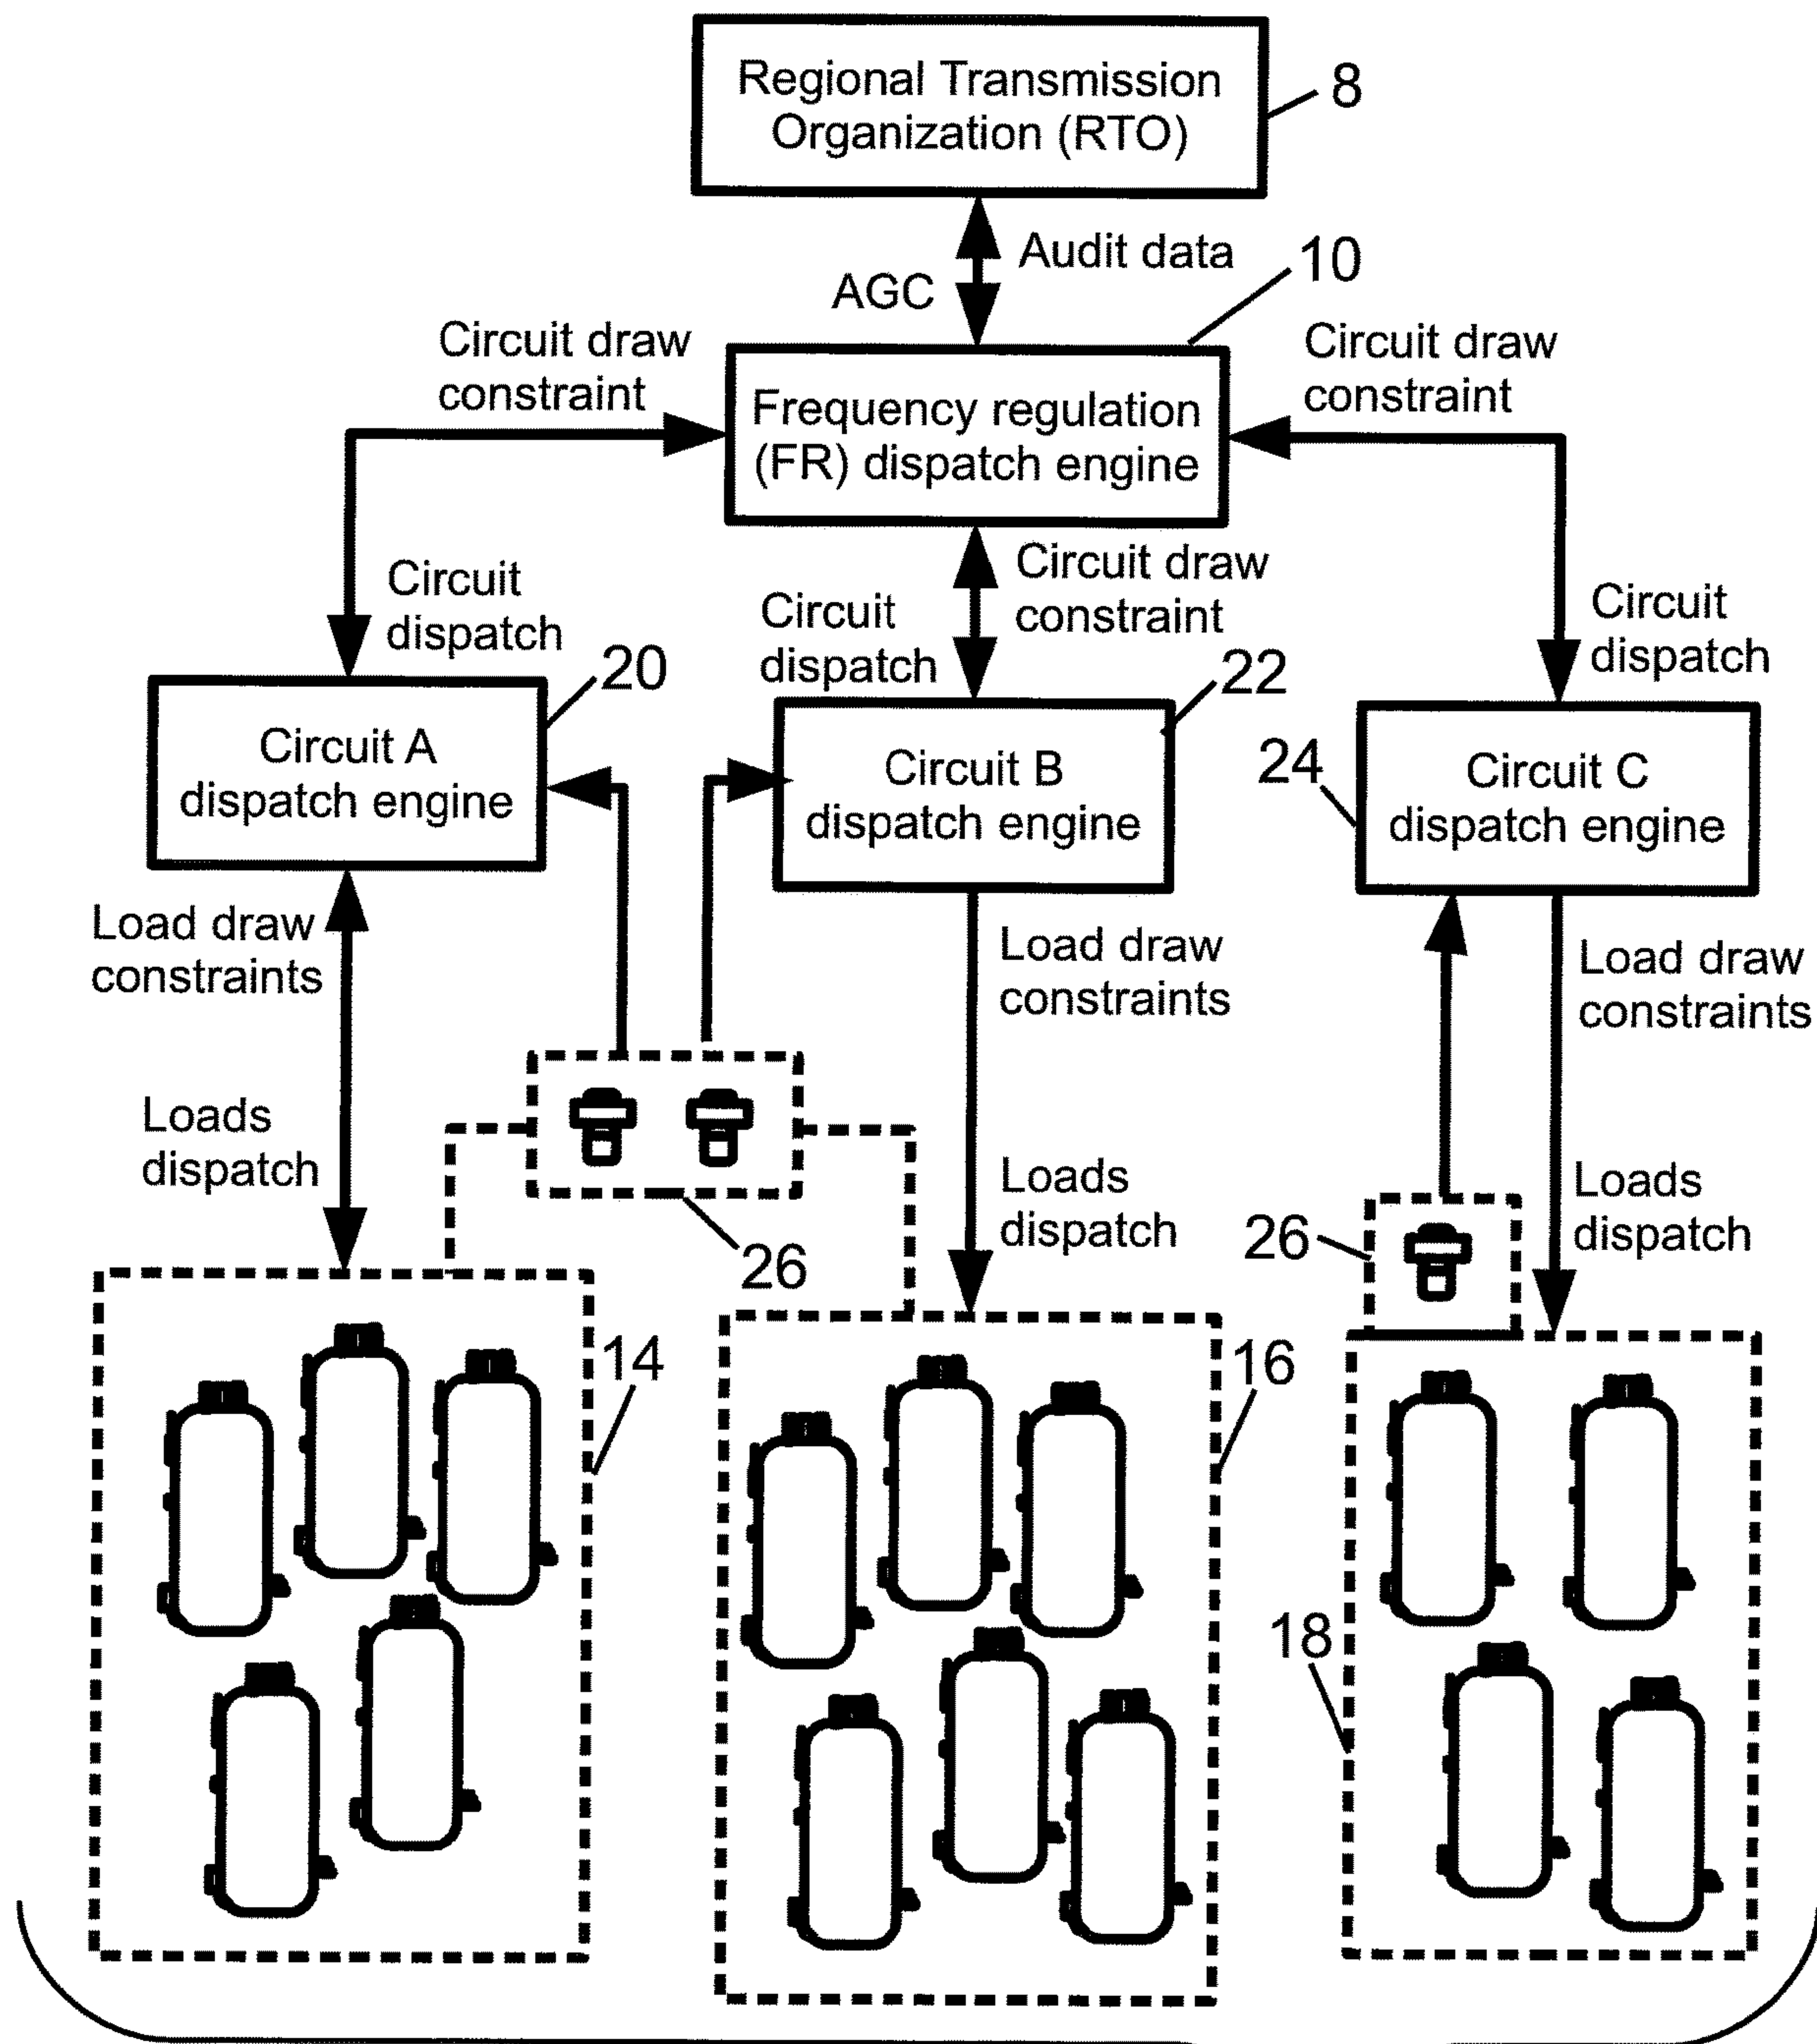 Regional Transmission
Organization (RTO)
8
Audit data
AGC
10
Circuit draw
constraint
Circuit draw
constraint
Frequency regulation
(FR) dispatch engine
Circuit
dispatch
Circuit draw
constraint
Circuit
dispatch
Circuit
dispatch
20
22
24
Circuit A
dispatch engine
Circuit B
dispatch engine
Circuit C
dispatch engine
Load draw
constraints
Load draw
constraints
Load draw
constraints
Loads
dispatch
Loads
dispatch
Loads
dispatch
26
26
14
16
18